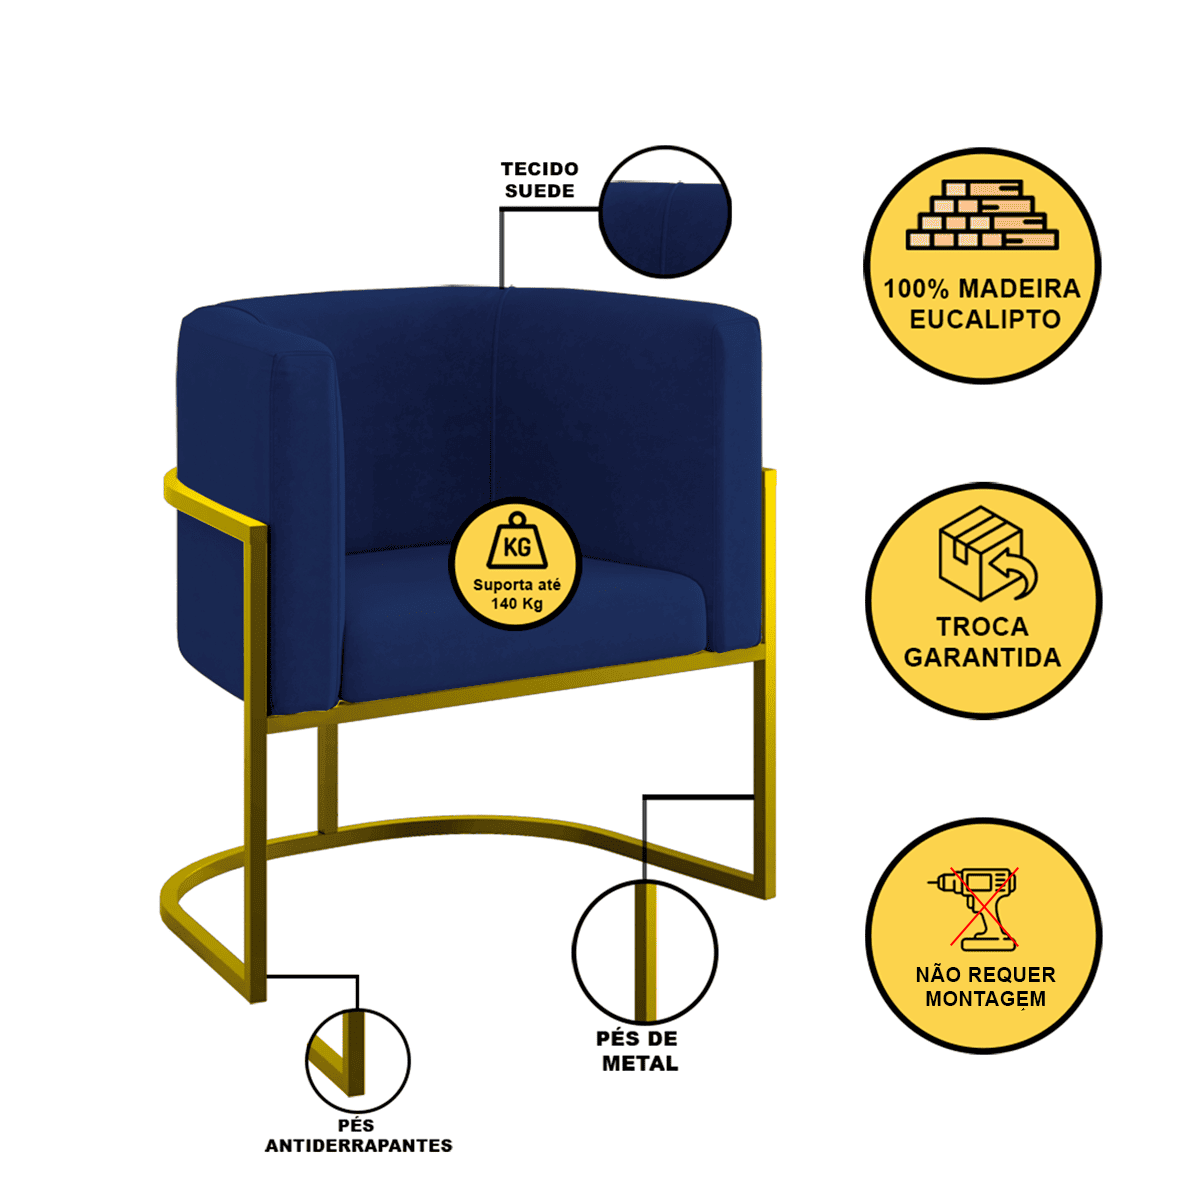 TECIDO
SUEDE
100% MADEIRA
EUCALIPTO
KG
Suporta até
140 Kg
TROCA
GARANTIDA
NÃO REQUER
MONTAGEM
PÉS DE
METAL
PÉS
ANTIDERRAPANTES